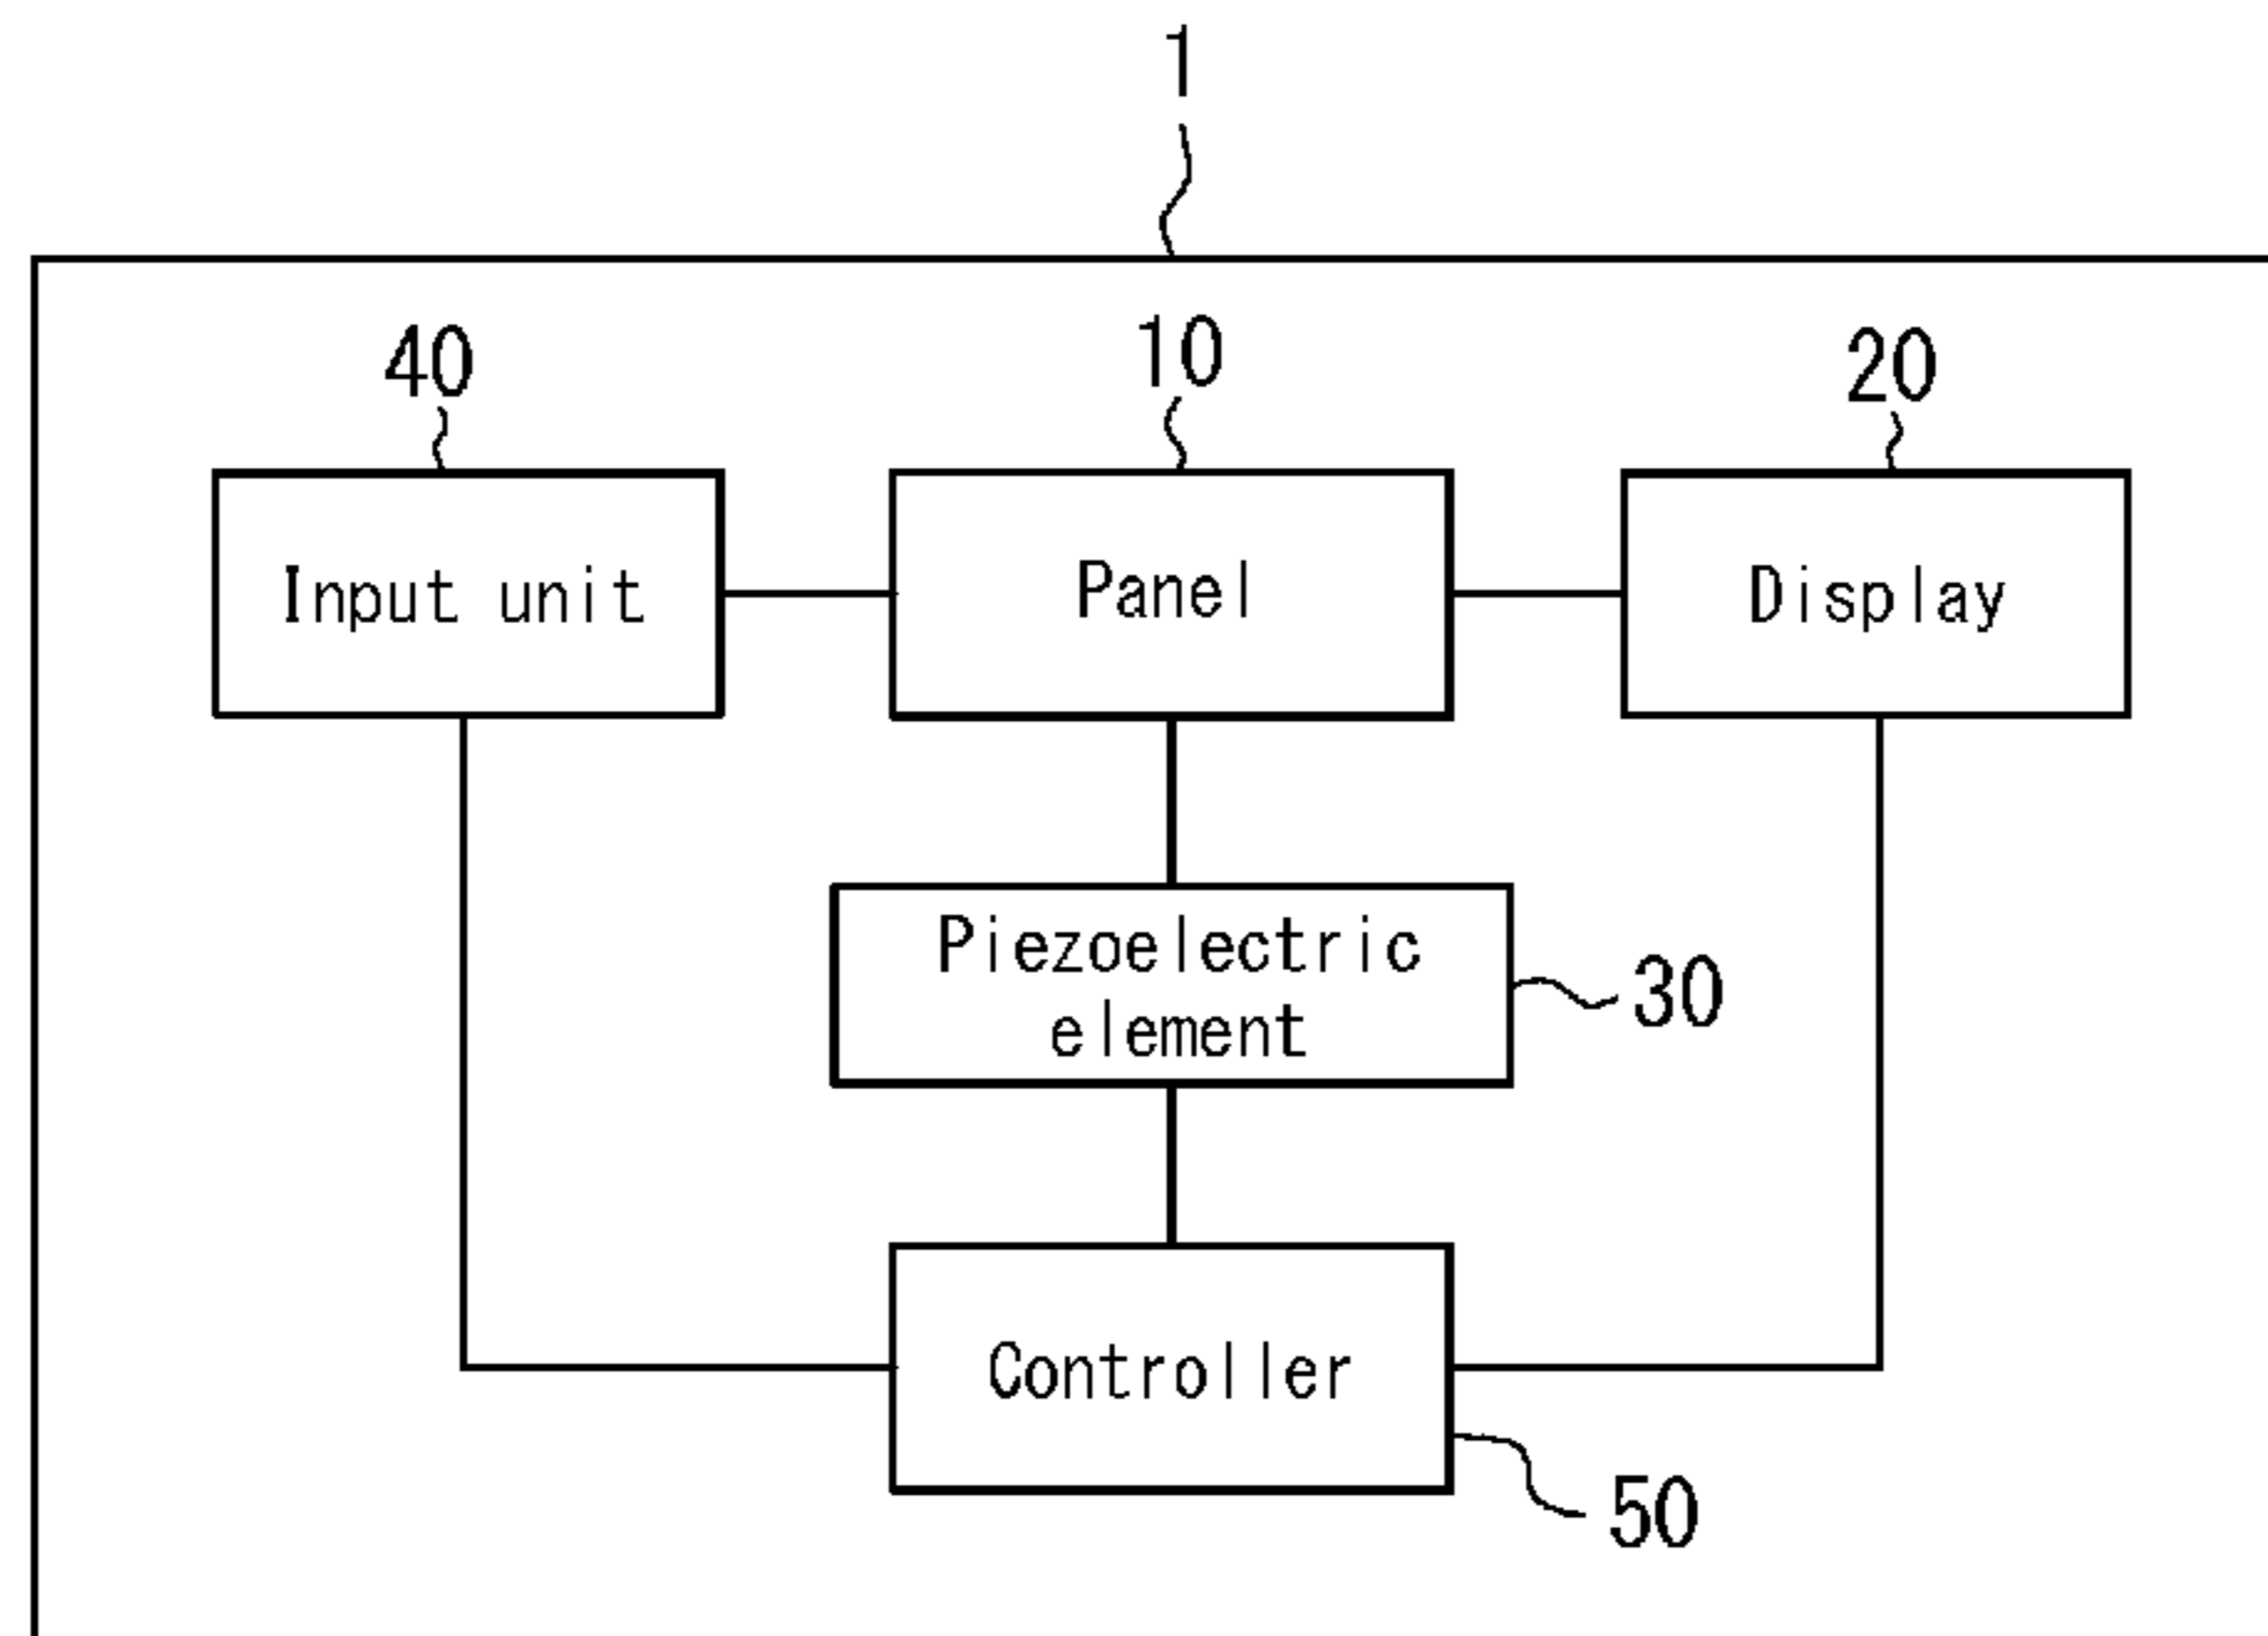 1
40
10
20
Input unit
Panel
Display
Piezoelectric
element
30
Controller
50